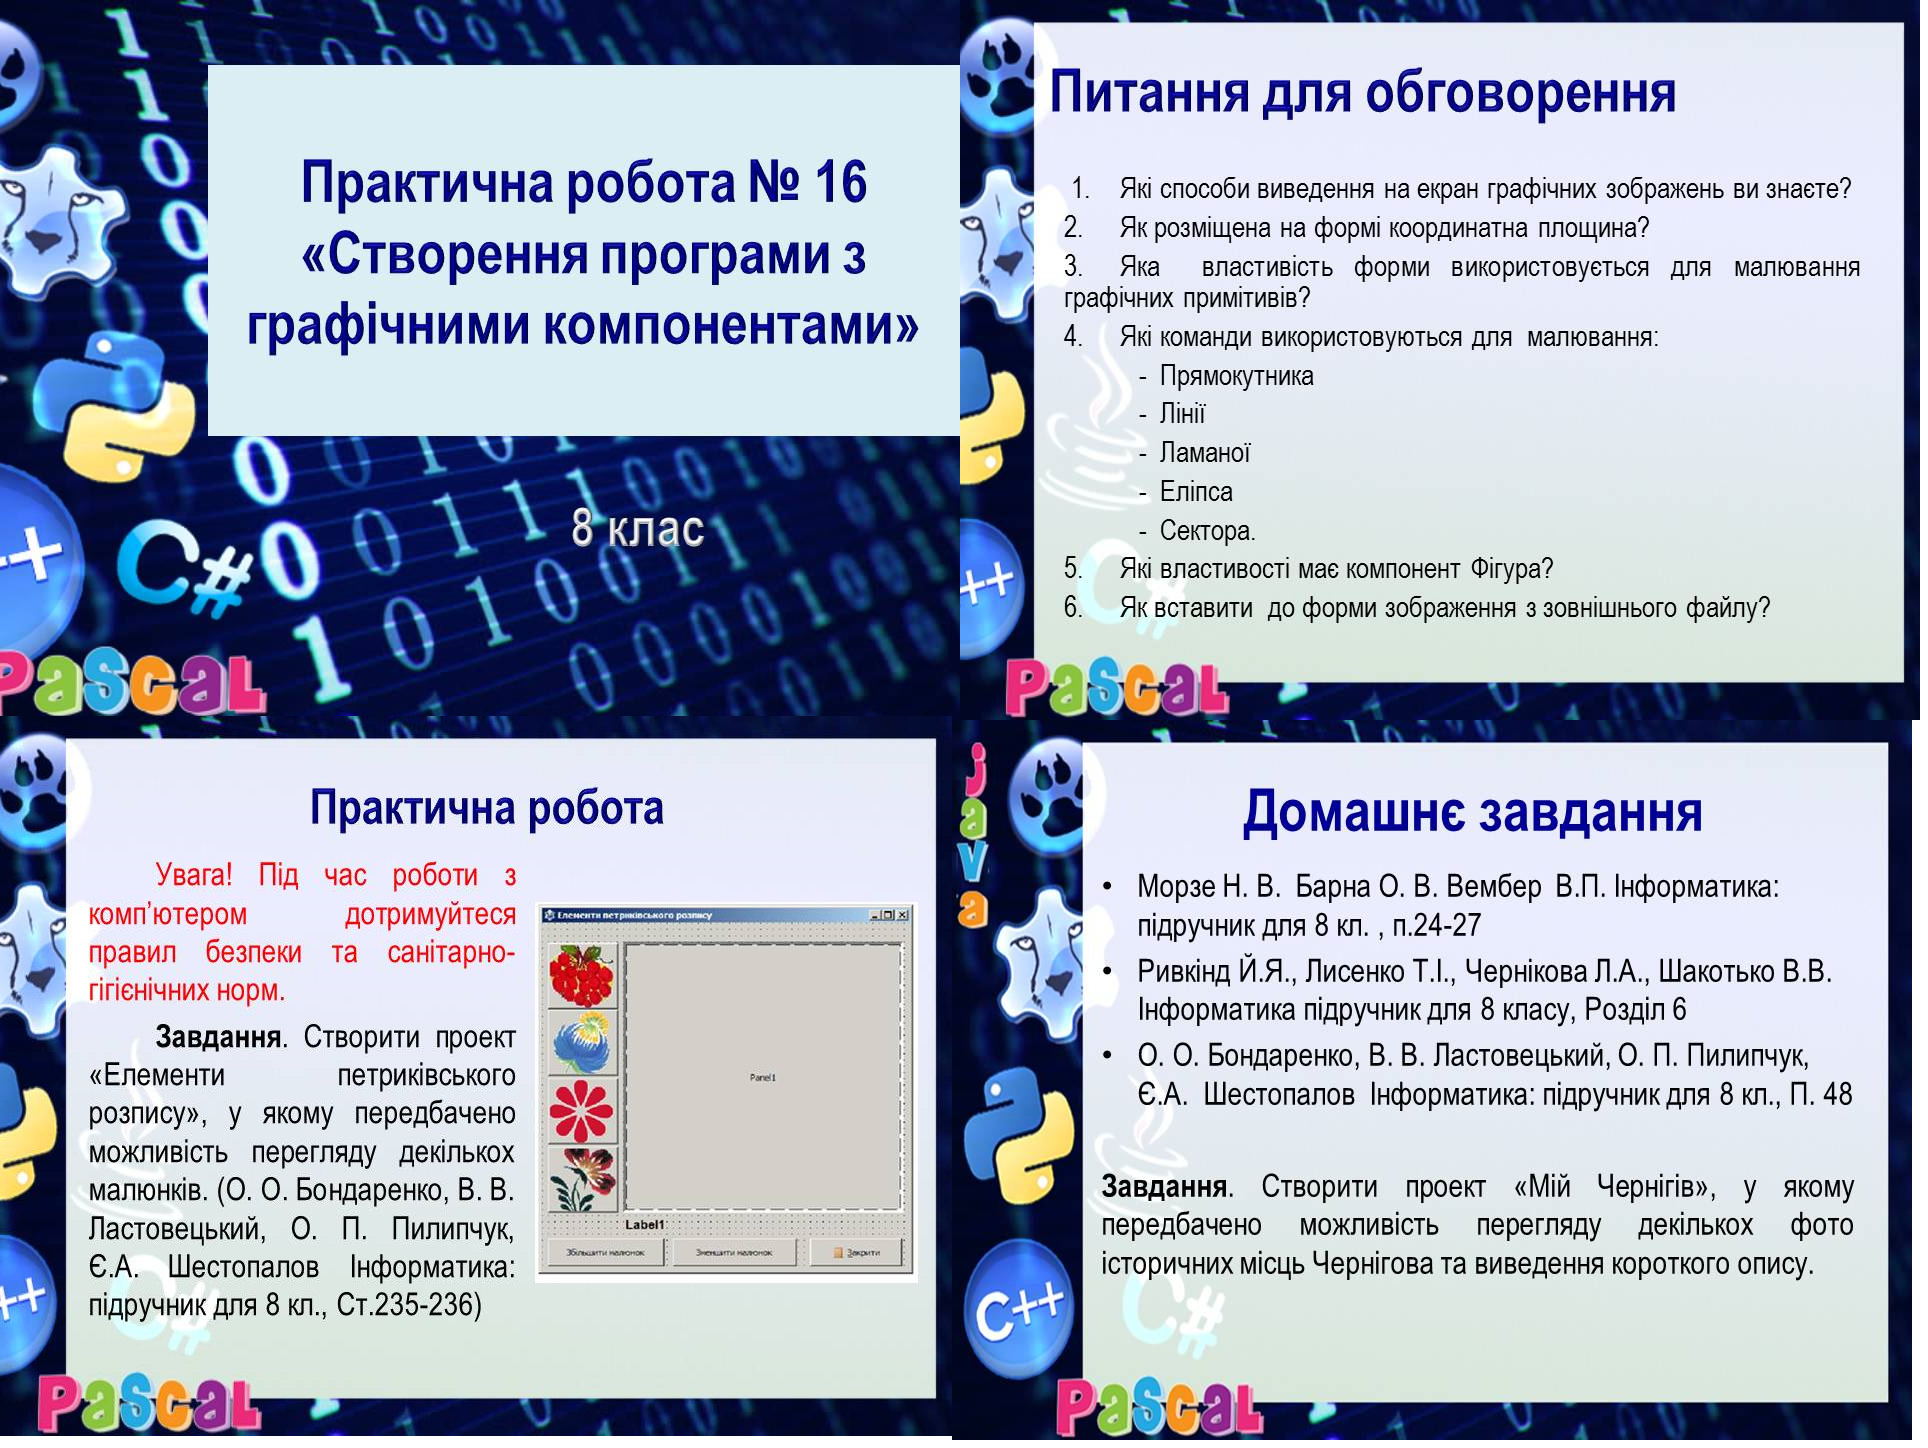 Практична робота № 16
«Створення програми з
графічними компонентами»
8 клас
++
C#
Pascal
Питання для обговорення
1. Які способи виведення на екран графічних зображень ви знаєте?
2. Як розміщена на формі координатна площина?
3. Яка властивість форми використовується для малювання
графічних примітивів?
4. Які команди використовуються для малювання:
- Прямокутника
- Лінії
- Ламаної
- Еліпса
- Сектора.
5. Які властивості має компонент Фігура?
6. Як вставити до форми зображення з зовнішнього файлу?
++
Pascal
Практична робота
Увага! Під час роботи з
комп’ютером дотримуйтеся
правил безпеки та санітарно-
гігієнічних норм.
Завдання. Створити проект
«Елементи петриківського
розпису», у якому передбачено
можливість перегляду декількох
малюнків. (О. О. Бондаренко, В. В.
Ластовецький, О. П. Пилипчук,
Є.А. Шестопалов Інформатика:
підручник для 8 кл., Ст.235-236)
Елементи петриківського розпису
Panel1
Label1
Збільшити малюнок
Зменшити малюнок
Закрити
++
C#
Pascal
java
Домашнє завдання
• Морзе Н. В. Барна О. В. Вембер В.П. Інформатика:
підручник для 8 кл. , п.24-27
• Ривкінд Й.Я., Лисенко Т.І., Чернікова Л.А., Шакотько В.В.
Інформатика підручник для 8 класу, Розділ 6
• О. О. Бондаренко, В. В. Ластовецький, О. П. Пилипчук,
Є.А. Шестопалов Інформатика: підручник для 8 кл., П. 48
Завдання. Створити проект «Мій Чернігів», у якому
передбачено можливість перегляду декількох фото
історичних місць Чернігова та виведення короткого опису.
C++
C#
Pascal